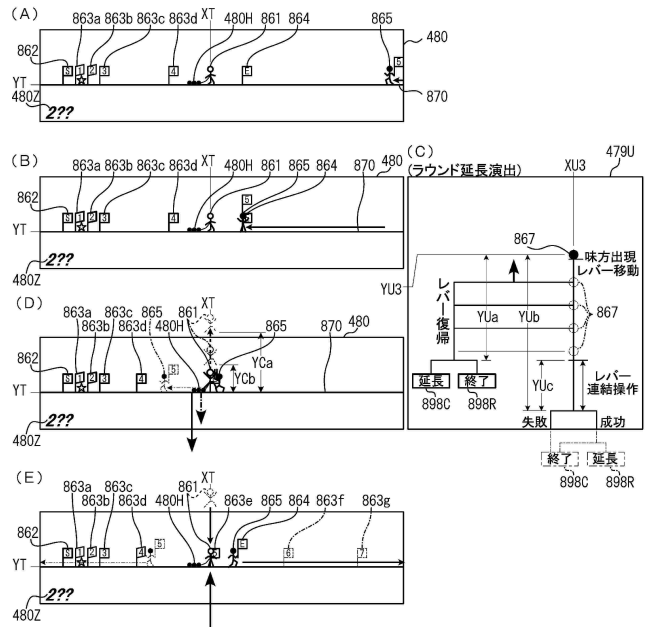 (A)
863a 863b 863c 863d XT 480H 861 864 865
862
480
S 1 2 3 4 E 5
YT
480Z
870
2??
(B)
863a 863b 863c 863d XT 480H 861 865 864 870 480
862
S 1 2 3 4 5
YT
480Z
2??
(C)
(ラウンド延長演出)
XU3
479U
867
味方出現
レバー移動
YU3
レバー復帰
YUa YUb
867
YUc
レバー
連結操作
延長 終了
898C 898R
失敗 成功
終了 延長
898C 898R
(D)
863a 863b 863c 863d 865 480H 861 XT 865 870 480
862
S 1 2 3 4 5
YCa
YCb
YT
480Z
2??
(E)
863a 863b 863c 863d 480H 861 XT 863e 865 864 863f 863g
862
S 1 2 3 4 5 5 E 6 7
YT
480Z
2??